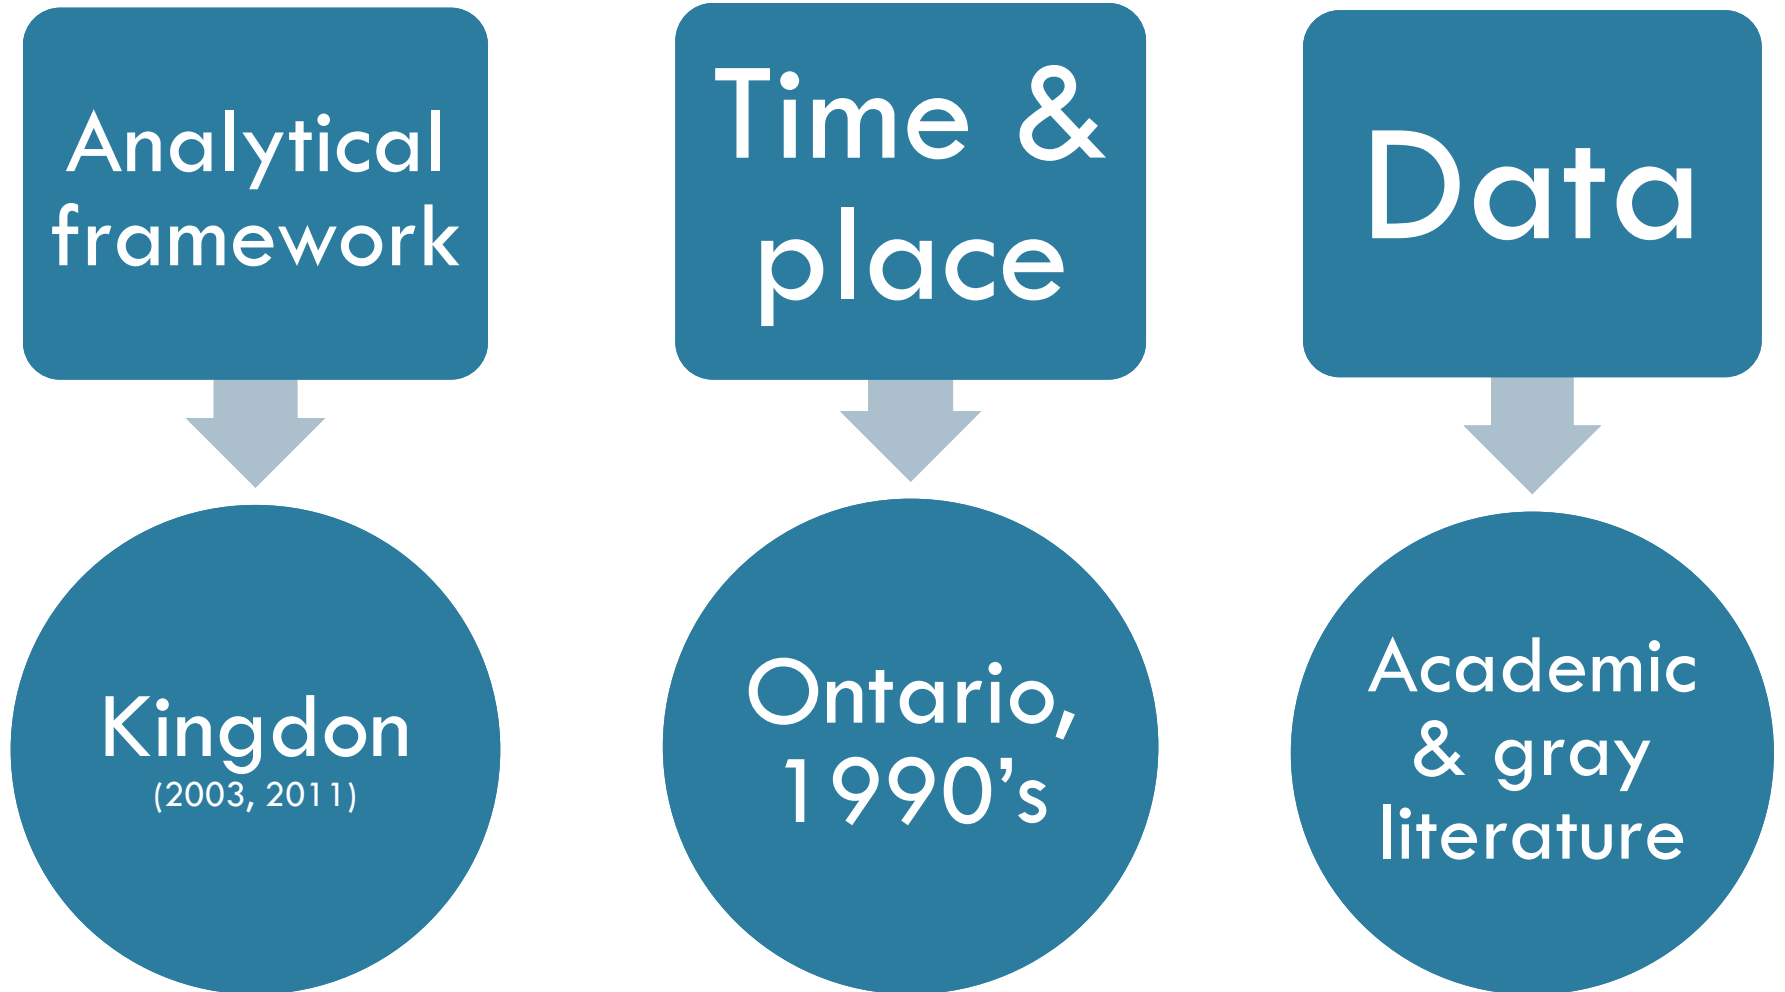 Analytical
framework
Kingdon
(2003, 2011)
Time &
place
Ontario,
1990’s
Data
Academic
& gray
literature